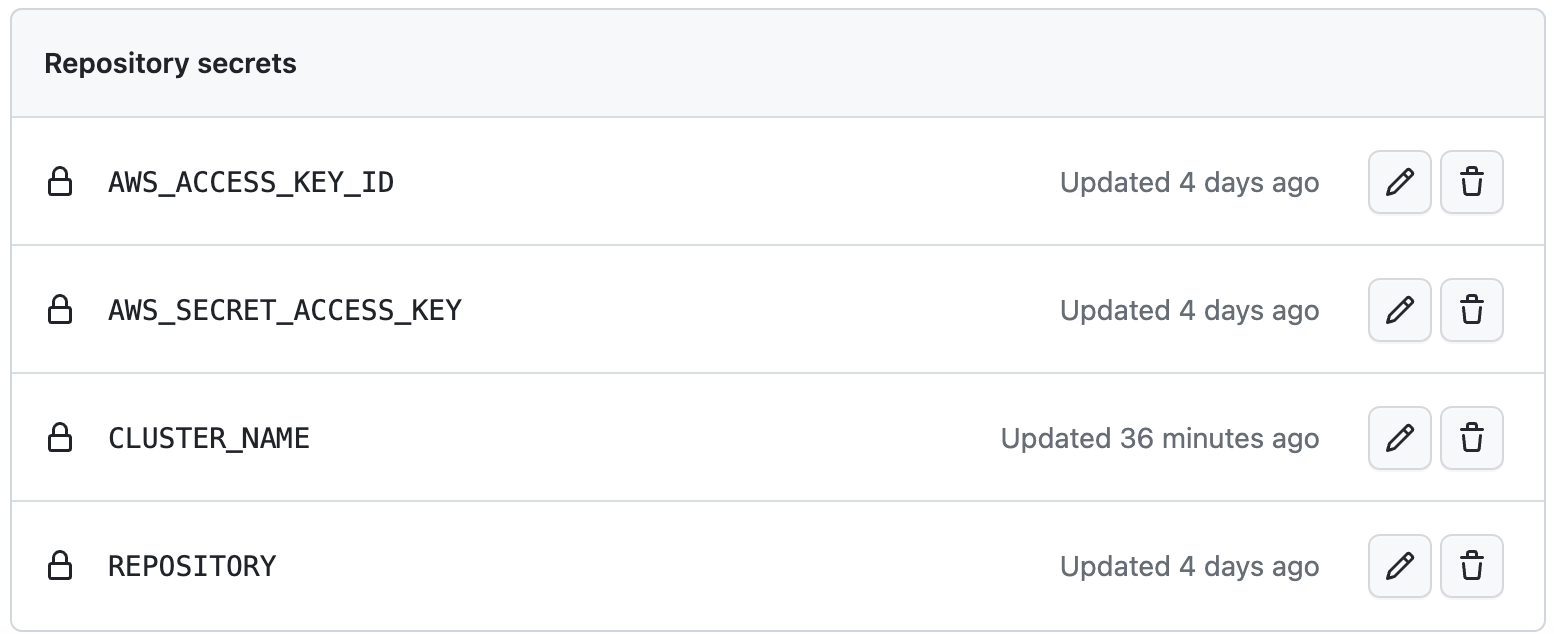 Repository secrets
AWS_ACCESS_KEY_ID Updated 4 days ago
AWS_SECRET_ACCESS_KEY Updated 4 days ago
CLUSTER_NAME Updated 36 minutes ago
REPOSITORY Updated 4 days ago